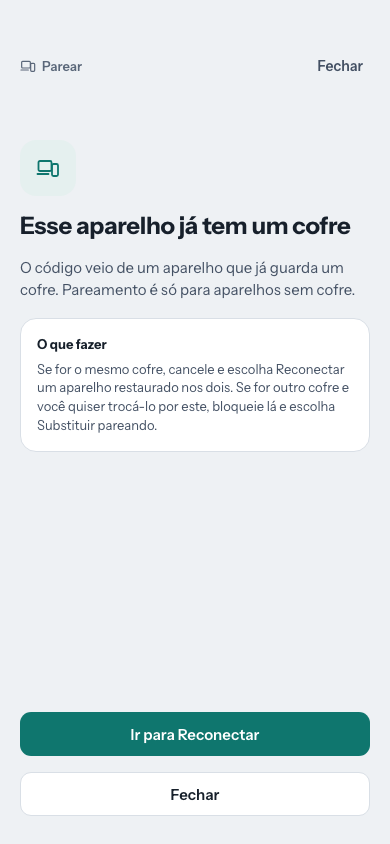 Parear
Fechar
Esse aparelho já tem um cofre
O código veio de um aparelho que já guarda um
cofre. Pareamento é só para aparelhos sem cofre.
O que fazer
Se for o mesmo cofre, cancele e escolha Reconectar
um aparelho restaurado nos dois. Se for outro cofre e
você quiser trocá-lo por este, bloqueie lá e escolha
Substituir pareando.
Ir para Reconectar
Fechar